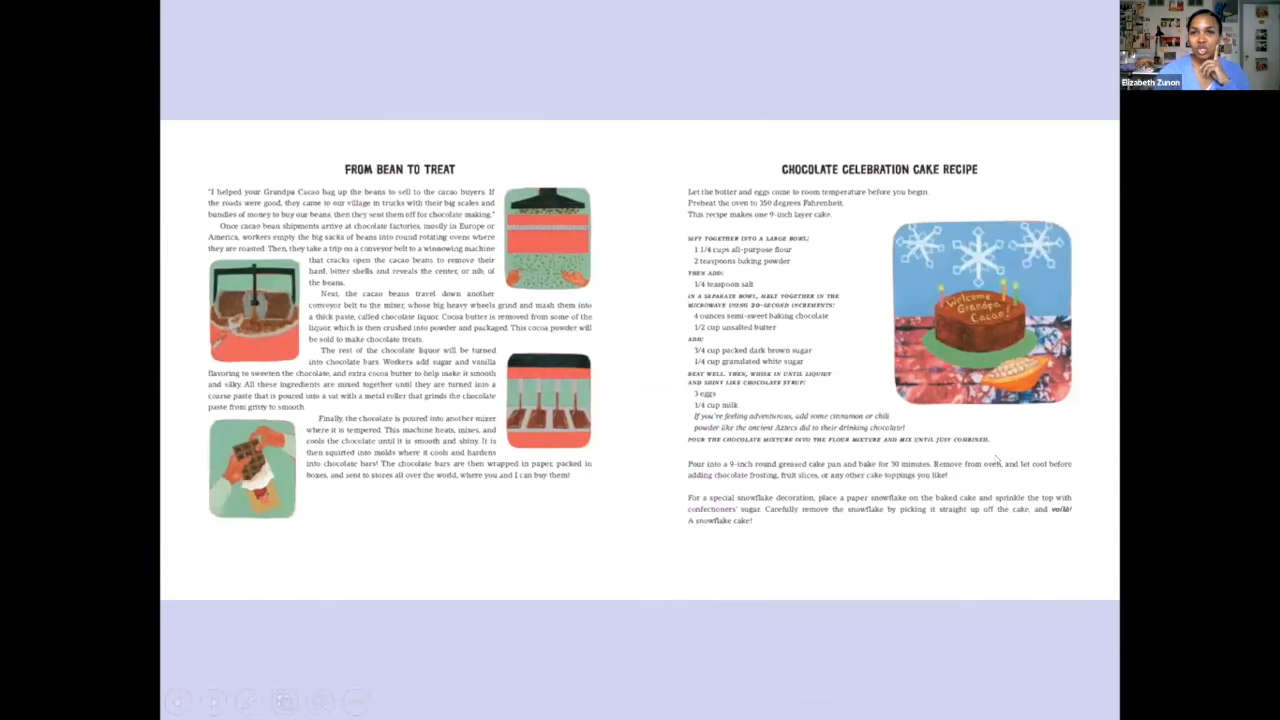 Elizabeth Zunon
FROM BEAN TO TREAT
"I helped your Grandpa Cacao bag up the beans to sell to the cacao buyers. If
the roads were good, they came to our village in trucks with their big scales and
bundles of money to buy our beans, then they sent them off for chocolate making."
Once cacao bean shipments arrive at chocolate factories, mostly in Europe or
America, workers empty the big sacks of beans into round rotating ovens where
they are roasted. Then, they take a trip on a conveyor belt to a winnowing machine
that cracks open the cacao beans to remove their
hard, bitter shells and reveals the center, or nib, of
the beans.
Next, the cacao beans travel down another
conveyor belt to the mixer, whose big heavy wheels grind and mash them into
a thick paste, called chocolate liquor. Cocoa butter is removed from some of the
liquor, which is then crushed into powder and packaged. This cocoa powder will
be sold to make chocolate treats.
The rest of the chocolate liquor will be turned
into chocolate bars. Workers add sugar and vanilla
flavoring to sweeten the chocolate, and extra cocoa butter to help make it smooth
and silky. All these ingredients are mixed together until they are turned into a
coarse paste that is poured into a vat with a metal roller that grinds the chocolate
paste from gritty to smooth.
Finally, the chocolate is poured into another mixer
where it is tempered. This machine heats, mixes, and
cools the chocolate until it is smooth and shiny. It is
then squirted into molds where it cools and hardens
into chocolate bars! The chocolate bars are then wrapped in paper, packed in
boxes, and sent to stores all over the world, where you and I can buy them!
CHOCOLATE CELEBRATION CAKE RECIPE
Let the butter and eggs come to room temperature before you begin.
Preheat the oven to 350 degrees Fahrenheit.
This recipe makes one 9-inch layer cake.
SIFT TOGETHER INTO A LARGE BOWL:
1 1/4 cups all-purpose flour
2 teaspoons baking powder
THEN ADD:
1/4 teaspoon salt
IN A SEPARATE BOWL, MELT TOGETHER IN THE
MICROWAVE USING 20-SECOND INCREMENTS:
4 ounces semi-sweet baking chocolate
1/2 cup unsalted butter
ADD:
3/4 cup packed dark brown sugar
1/4 cup granulated white sugar
BEAT WELL. THEN, WHISK IN UNTIL LIQUIDY
AND SHINY LIKE CHOCOLATE SYRUP:
3 eggs
1/4 cup milk
If you're feeling adventurous, add some cinnamon or chili
powder like the ancient Aztecs did to their drinking chocolate!
POUR THE CHOCOLATE MIXTURE INTO THE FLOUR MIXTURE AND MIX UNTIL JUST COMBINED.
Pour into a 9-inch round greased cake pan and bake for 30 minutes. Remove from oven, and let cool before
adding chocolate frosting, fruit slices, or any other cake toppings you like!
For a special snowflake decoration, place a paper snowflake on the baked cake and sprinkle the top with
confectioners' sugar. Carefully remove the snowflake by picking it straight up off the cake, and voilà!
A snowflake cake!
Welcome
Grandpa
Cacao!